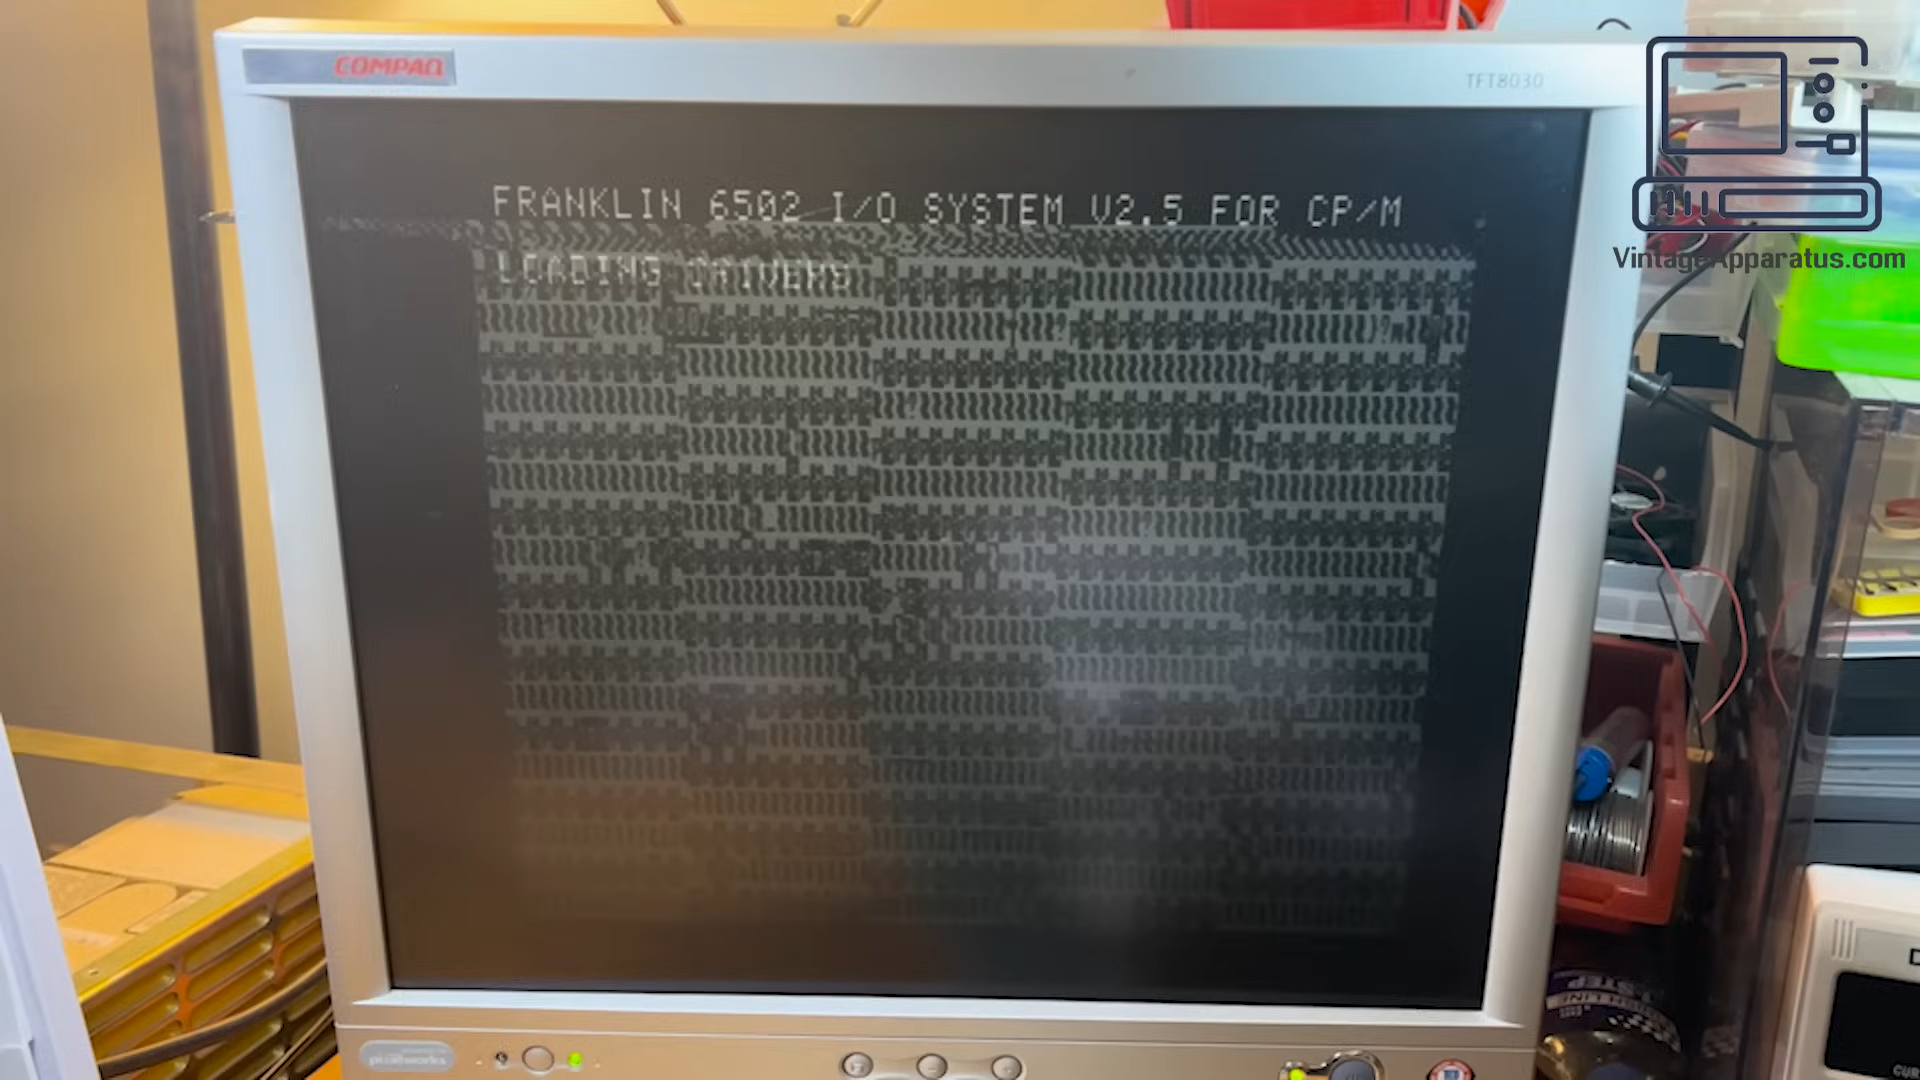 COMPAQ
TFT8030
FRANKLIN 6502 I/O SYSTEM V2.5 FOR CP/M
LOADING DRIVERS
VintageApparatus.com